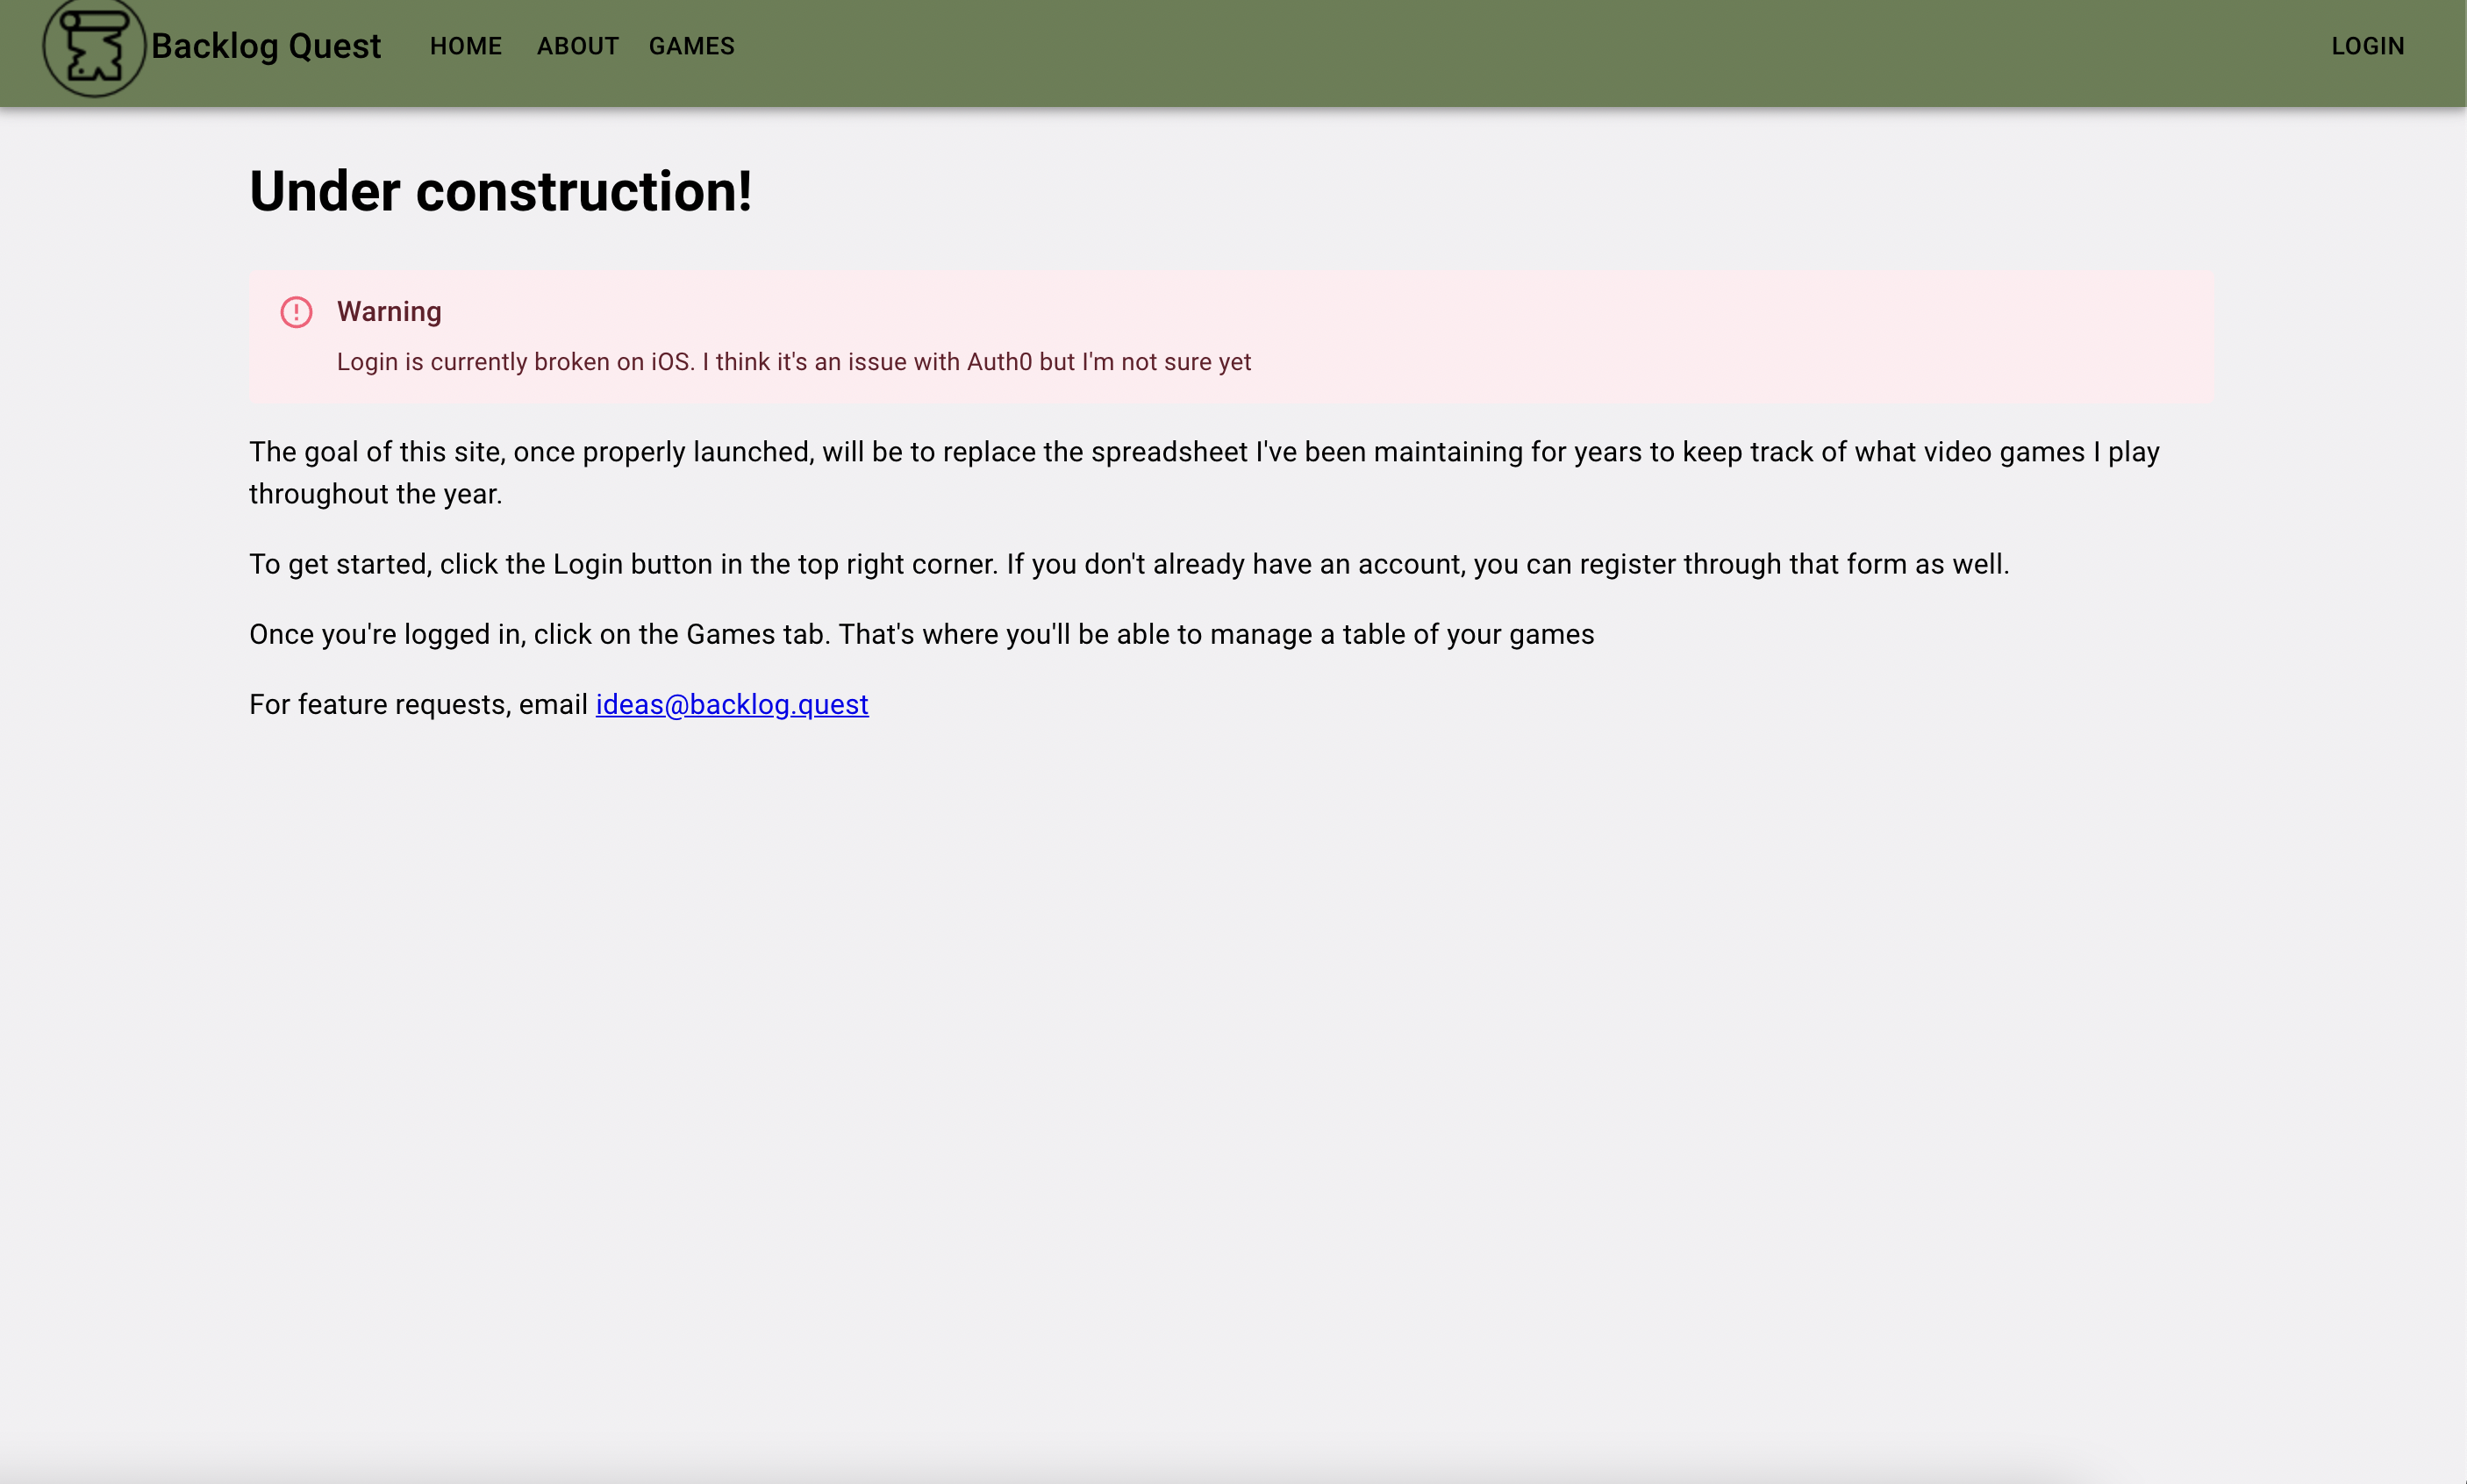 Backlog Quest HOME ABOUT GAMES LOGIN
Under construction!
Warning
Login is currently broken on iOS. I think it's an issue with Auth0 but I'm not sure yet
The goal of this site, once properly launched, will be to replace the spreadsheet I've been maintaining for years to keep track of what video games I play
throughout the year.
To get started, click the Login button in the top right corner. If you don't already have an account, you can register through that form as well.
Once you're logged in, click on the Games tab. That's where you'll be able to manage a table of your games
For feature requests, email ideas@backlog.quest